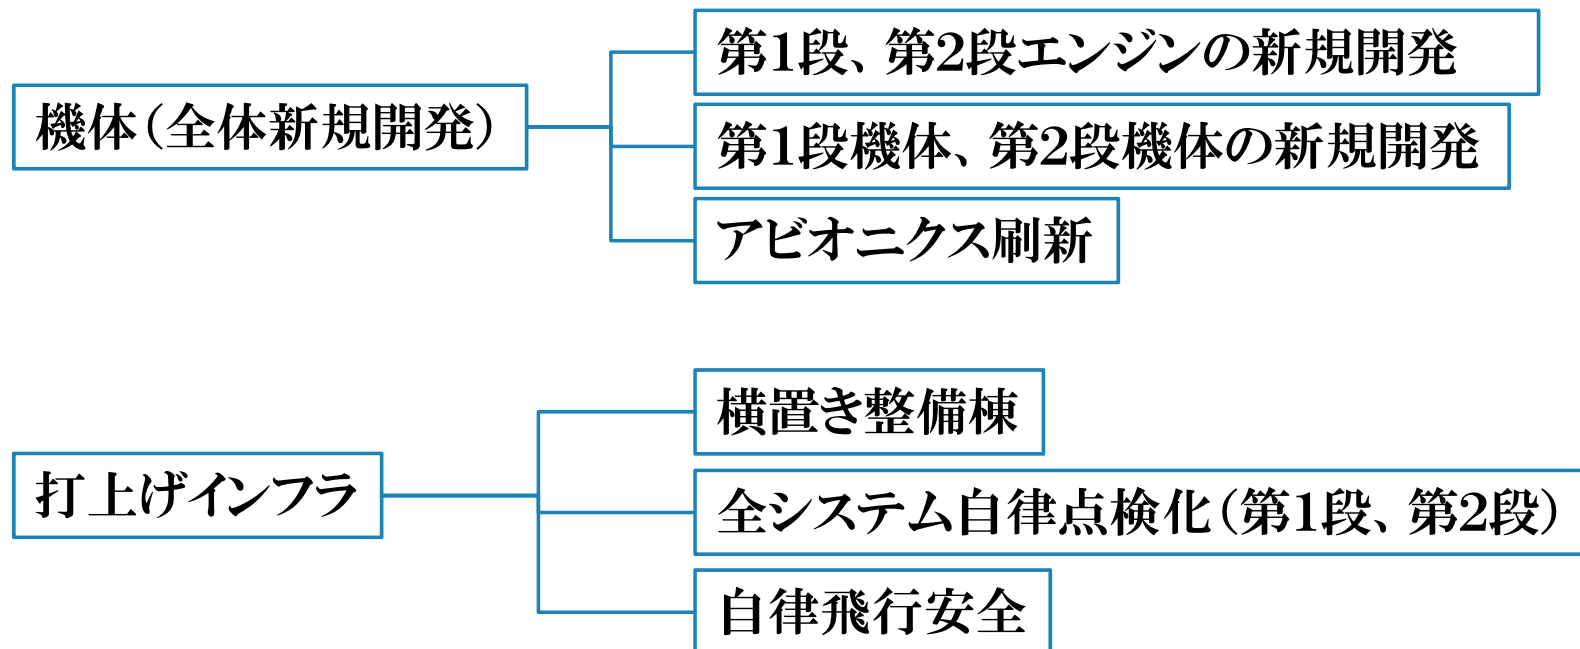 機体（全体新規開発）
第1段、第2段エンジンの新規開発
第1段機体、第2段機体の新規開発
アビオニクス刷新
打上げインフラ
横置き整備棟
全システム自律点検化（第1段、第2段）
自律飛行安全